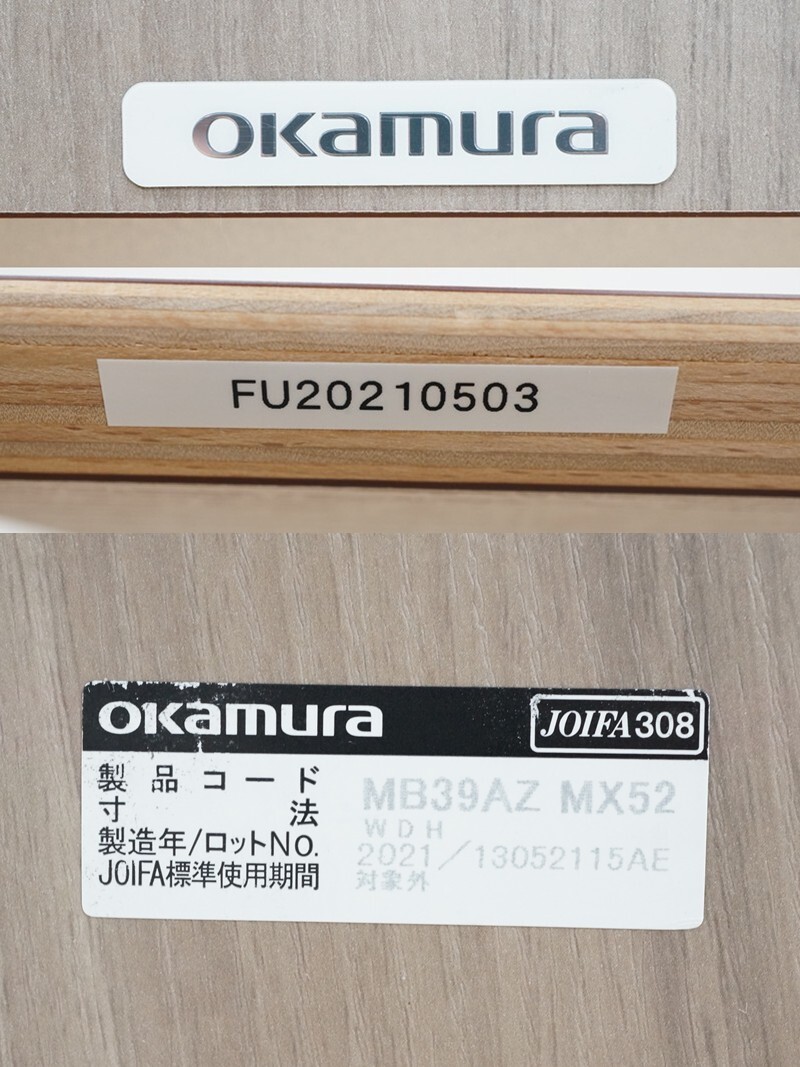 okamura
FU20210503
okamura JOIFA308
製品コード MB39AZ MX52
寸法 WDH
製造年/ロットNo. 2021/13052115AE
JOIFA標準使用期間 対象外